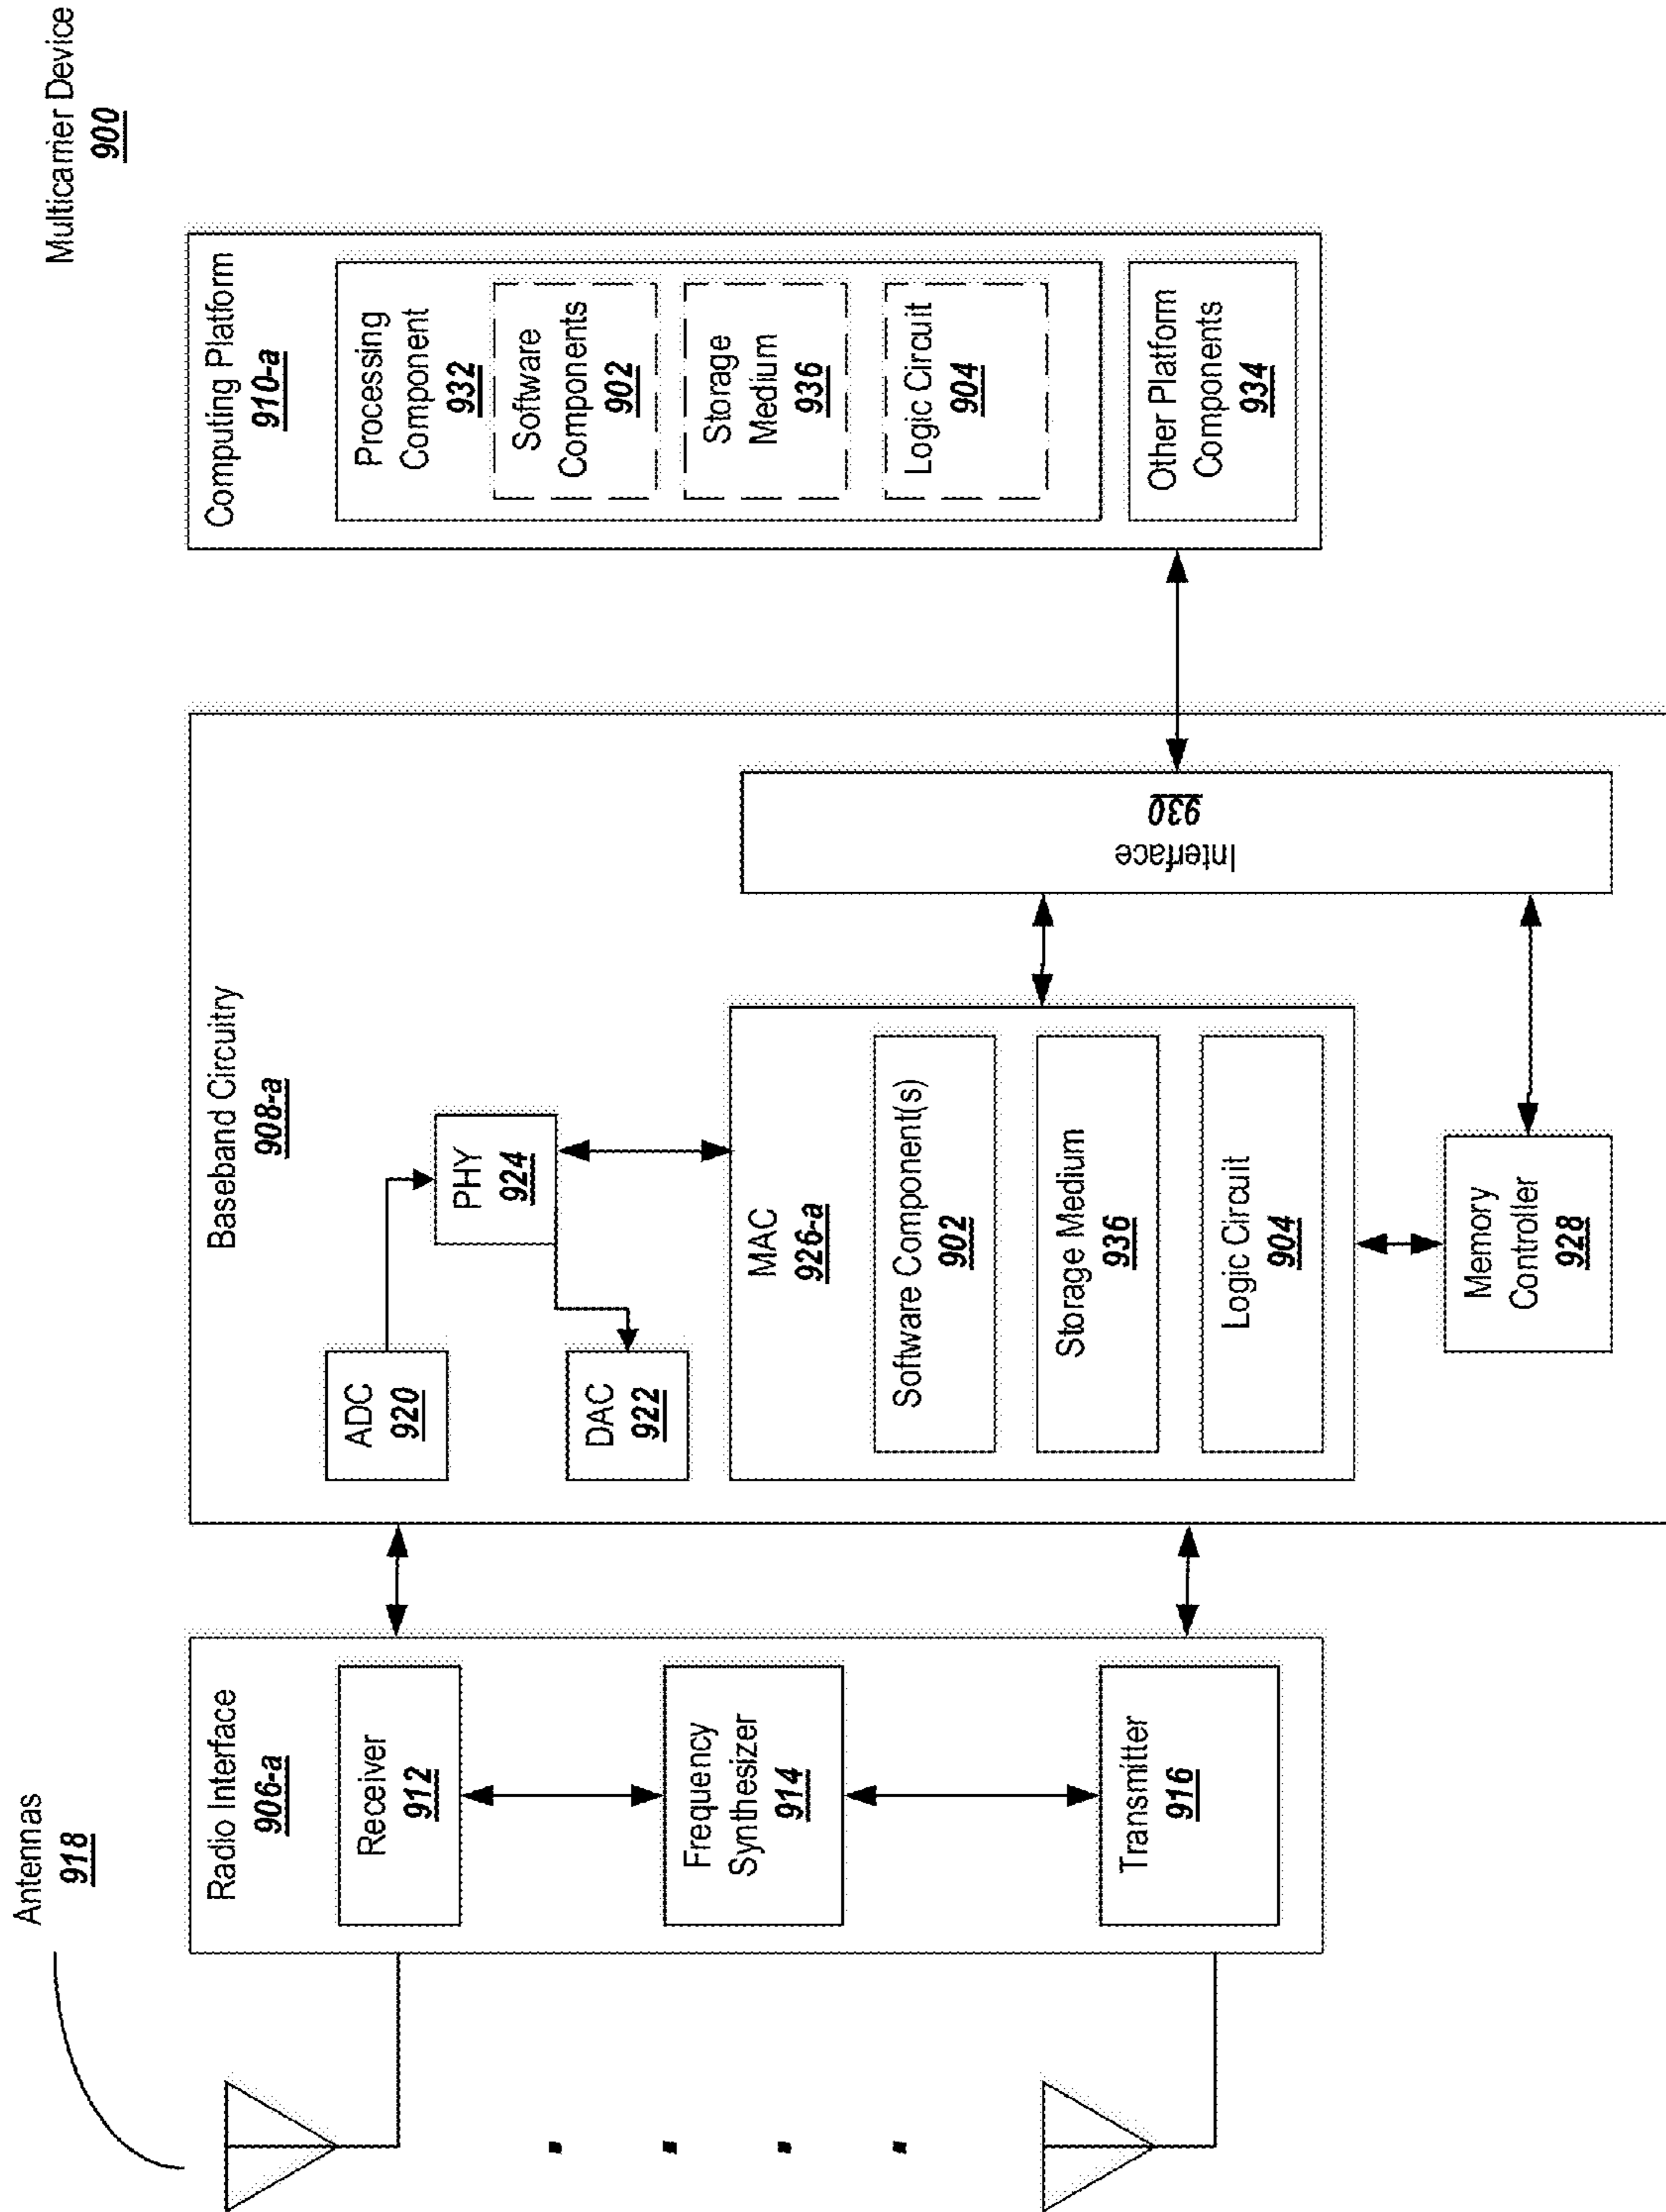 Multicarrier Device
900
Antennas
918
Radio Interface
906-a
Receiver
912
Frequency
Synthesizer
914
Transmitter
916
Baseband Circuitry
908-a
ADC
920
PHY
924
DAC
922
MAC
926-a
Software Component(s)
902
Storage Medium
936
Logic Circuit
904
Memory
Controller
928
Interface
930
Computing Platform
910-a
Processing
Component
932
Software
Components
902
Storage
Medium
936
Logic Circuit
904
Other Platform
Components
934